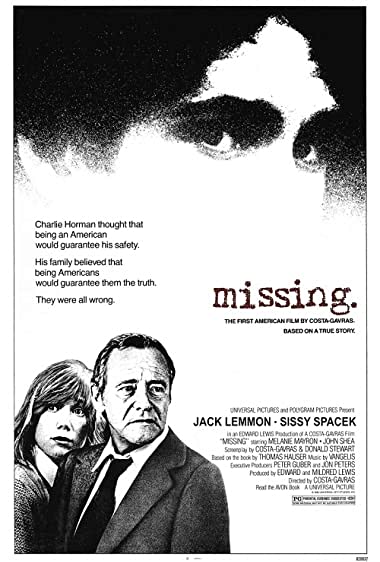 Charlie Horman thought that
being an American
would guarantee his safety.
His family believed that
being Americans
would guarantee them the truth.
They were all wrong.
missing.
THE FIRST AMERICAN FILM BY COSTA-GAVRAS.
BASED ON A TRUE STORY.
UNIVERSAL PICTURES and POLYGRAM PICTURES Present
JACK LEMMON · SISSY SPACEK
in an EDWARD LEWIS Production of A COSTA-GAVRAS Film
"MISSING" starring MELANIE MAYRON · JOHN SHEA
Screenplay by COSTA-GAVRAS & DONALD STEWART
Based on the book by THOMAS HAUSER Music by VANGELIS
Executive Producers PETER GUBER and JON PETERS
Produced by EDWARD and MILDRED LEWIS
Directed by COSTA-GAVRAS
Read the AVON Book A UNIVERSAL PICTURE
PG PARENTAL GUIDANCE SUGGESTED